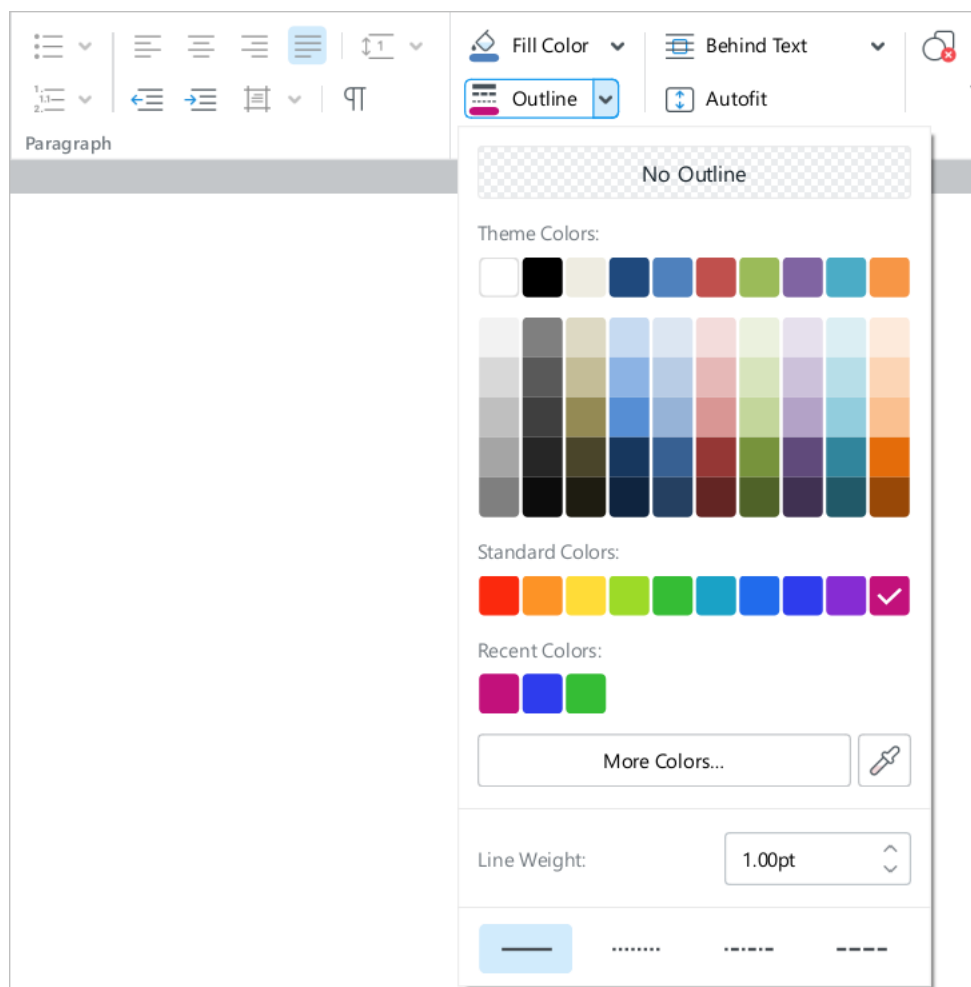 Fill Color
Behind Text
Outline
Autofit
Paragraph
No Outline
Theme Colors:
Standard Colors:
Recent Colors:
More Colors...
Line Weight:
1.00pt